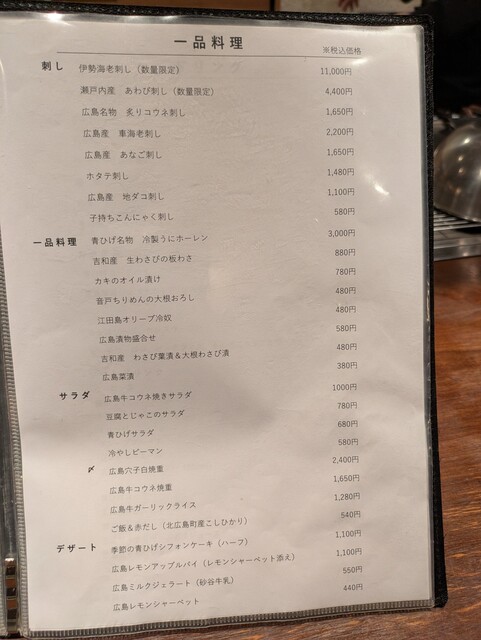 一品料理
※税込価格
刺し 伊勢海老刺し（数量限定） 11,000円
瀬戸内産 あわび刺し（数量限定） 4,400円
広島名物 炙りコウネ刺し 1,650円
広島産 車海老刺し 2,200円
広島産 あなご刺し 1,650円
ホタテ刺し 1,480円
広島産 地ダコ刺し 1,100円
子持ちこんにゃく刺し 580円
一品料理 青ひげ名物 冷製うにホーレン 3,000円
吉和産 生わさびの板わさ 880円
カキのオイル漬け 780円
音戸ちりめんの大根おろし 480円
江田島オリーブ冷奴 480円
広島漬物盛合せ 580円
吉和産 わさび葉漬＆大根わさび漬 480円
広島菜漬 380円
サラダ 広島牛コウネ焼きサラダ 1000円
豆腐とじゃこのサラダ 780円
青ひげサラダ 680円
冷やしピーマン 580円
〆 広島穴子白焼重 2,400円
広島牛コウネ焼重 1,650円
広島牛ガーリックライス 1,280円
ご飯＆赤だし（北広島町産こしひかり） 540円
デザート 季節の青ひげシフォンケーキ（ハーフ） 1,100円
広島レモンアップルパイ（レモンシャーベット添え） 1,100円
広島ミルクジェラート（砂谷牛乳） 550円
広島レモンシャーベット 440円